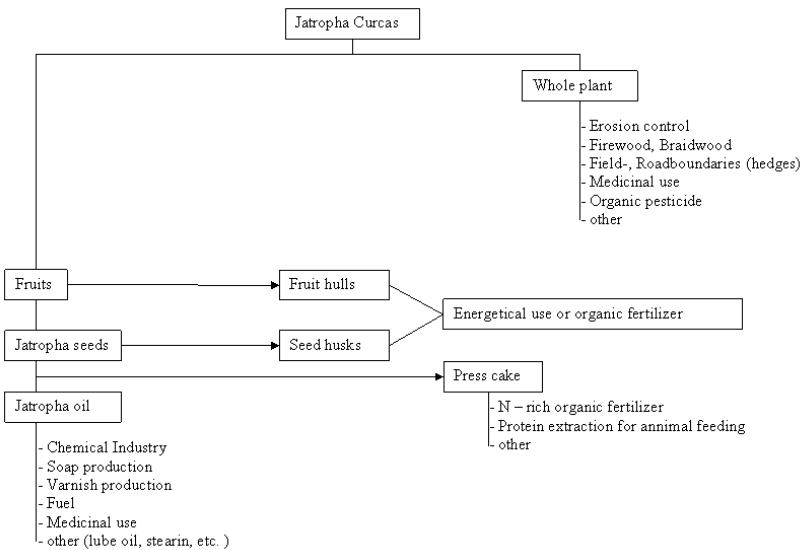 Jatropha Curcas
Whole plant
- Erosion control
- Firewood, Braidwood
- Field-, Roadboundaries (hedges)
- Medicinal use
- Organic pesticide
- other
Fruits
Fruit hulls
Energetical use or organic fertilizer
Jatropha seeds
Seed husks
Press cake
- N – rich organic fertilizer
- Protein extraction for annimal feeding
- other
Jatropha oil
- Chemical Industry
- Soap production
- Varnish production
- Fuel
- Medicinal use
- other (lube oil, stearin, etc. )